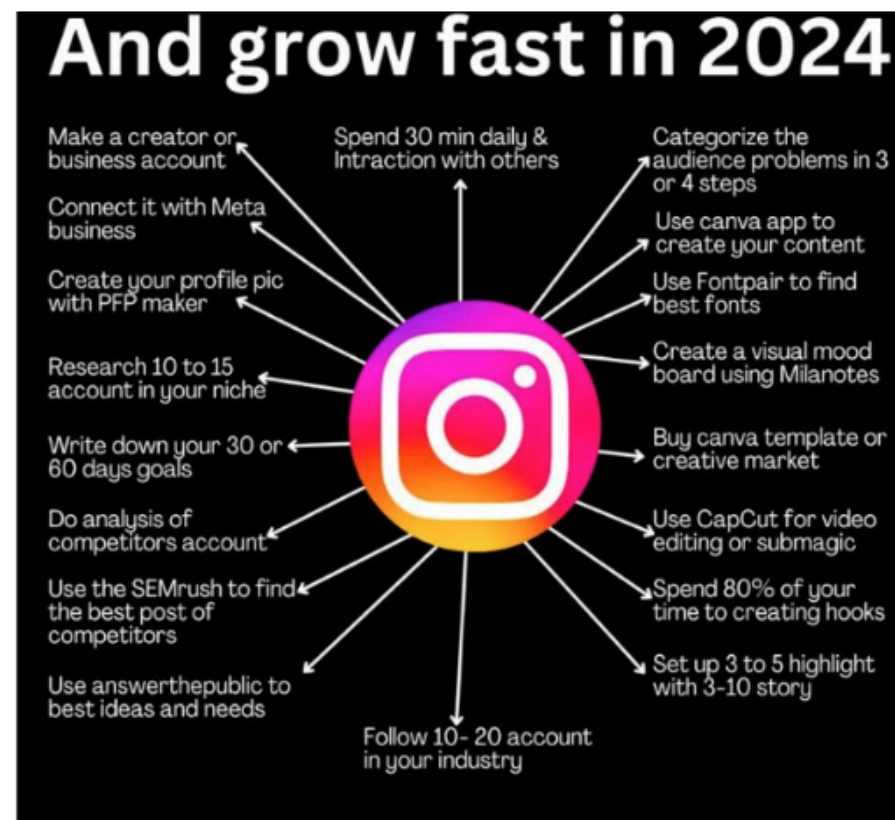 And grow fast in 2024
Make a creator or
business account
Connect it with Meta
business
Create your profile pic
with PFP maker
Research 10 to 15
account in your niche
Write down your 30 or
60 days goals
Do analysis of
competitors account
Use the SEMrush to find
the best post of
competitors
Use answerthepublic to
best ideas and needs
Spend 30 min daily &
Intraction with others
Follow 10- 20 account
in your industry
Categorize the
audience problems in 3
or 4 steps
Use canva app to
create your content
Use Fontpair to find
best fonts
Create a visual mood
board using Milanotes
Buy canva template or
creative market
Use CapCut for video
editing or submagic
Spend 80% of your
time to creating hooks
Set up 3 to 5 highlight
with 3-10 story